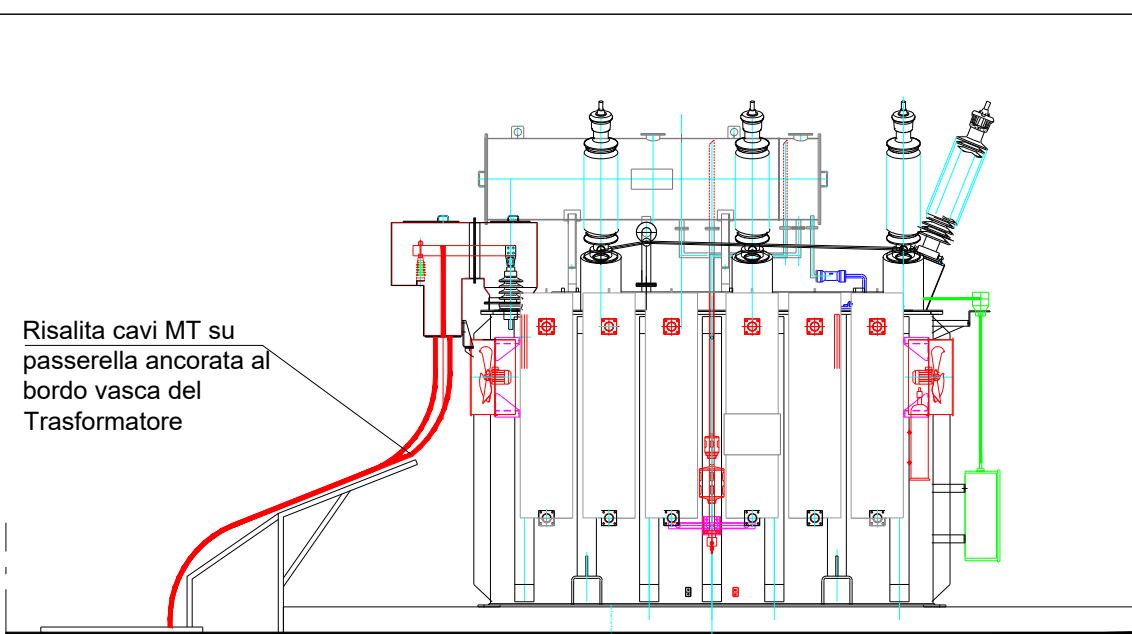 Risalita cavi MT su
passerella ancorata al
bordo vasca del
Trasformatore